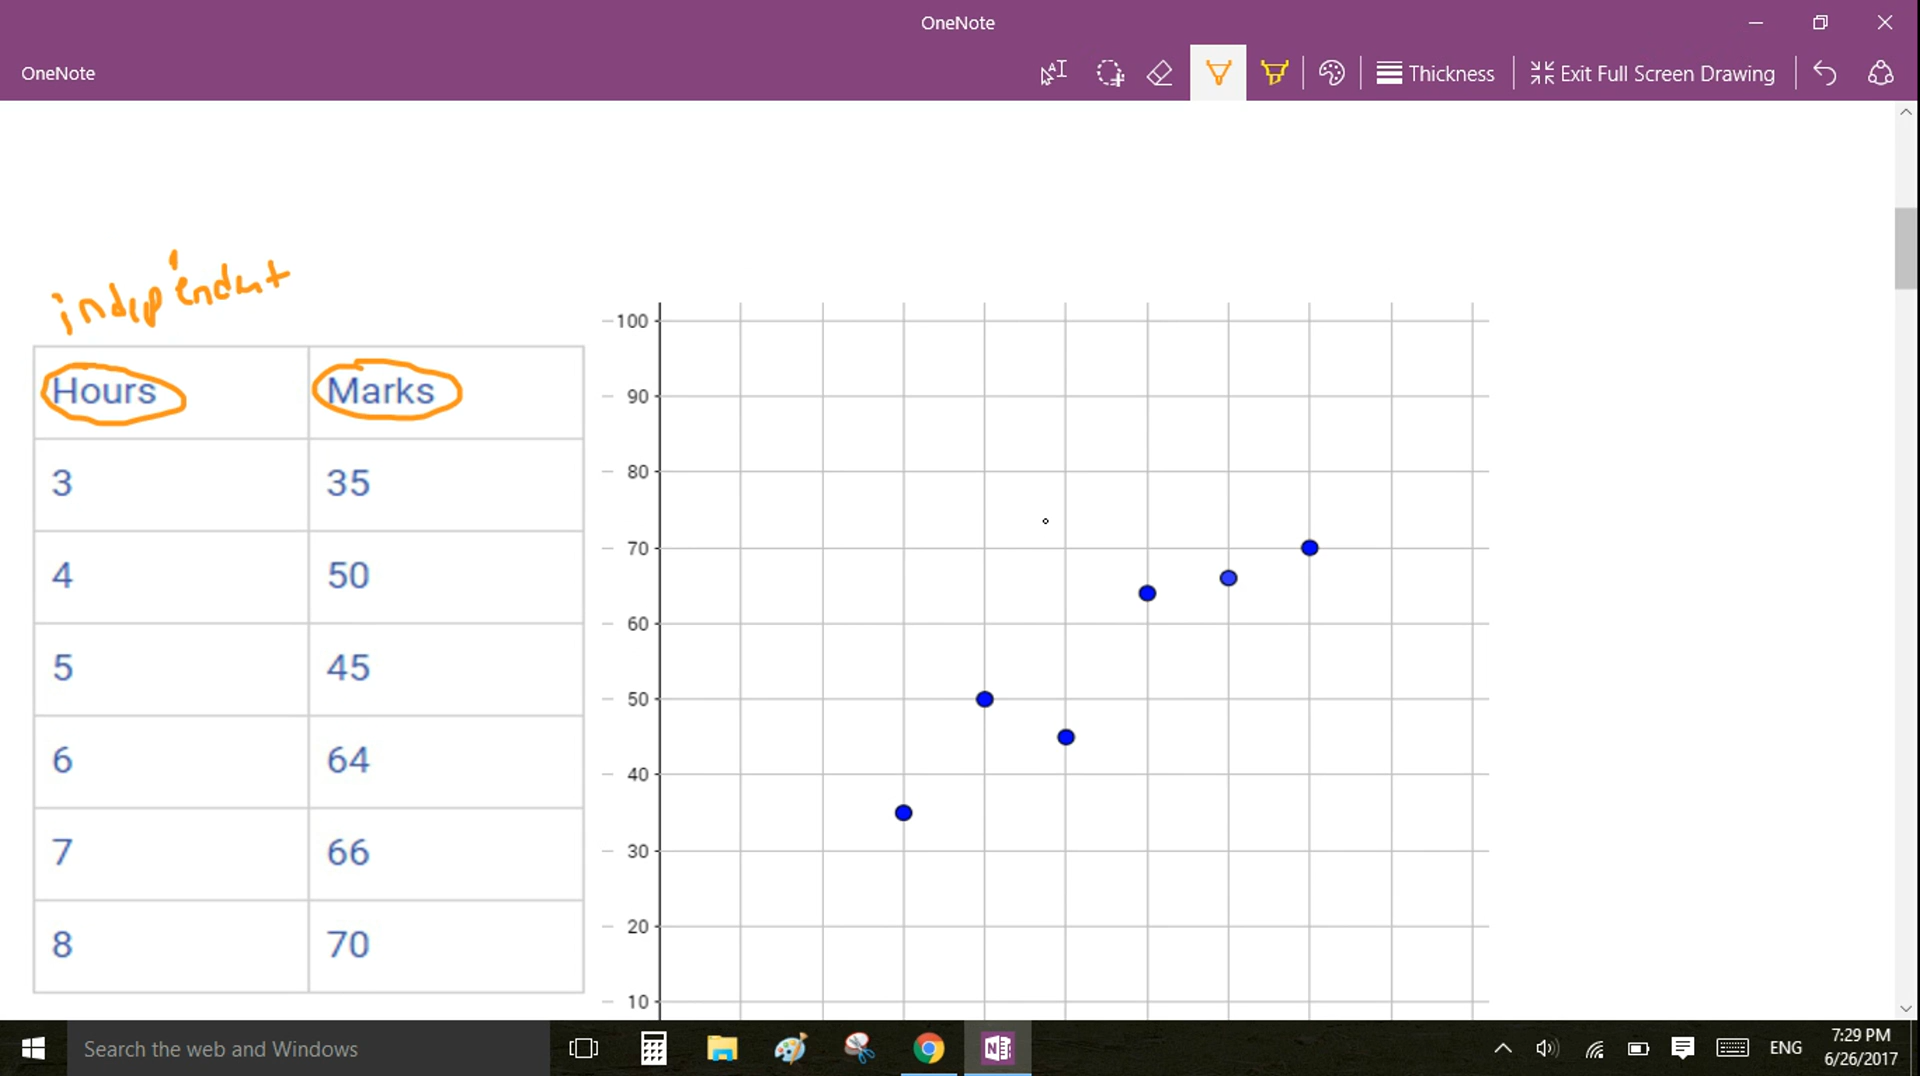 OneNote
OneNote
Thickness
Exit Full Screen Drawing
independent
Hours Marks
3 35
4 50
5 45
6 64
7 66
8 70
100
90
80
70
60
50
40
30
20
10
Search the web and Windows
ENG
7:29 PM
6/26/2017